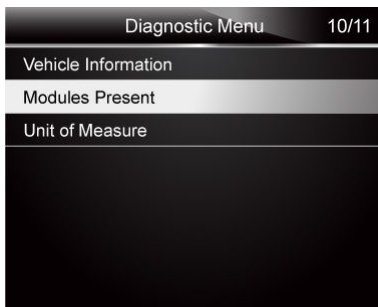 Diagnostic Menu 10/11
Vehicle Information
Modules Present
Unit of Measure